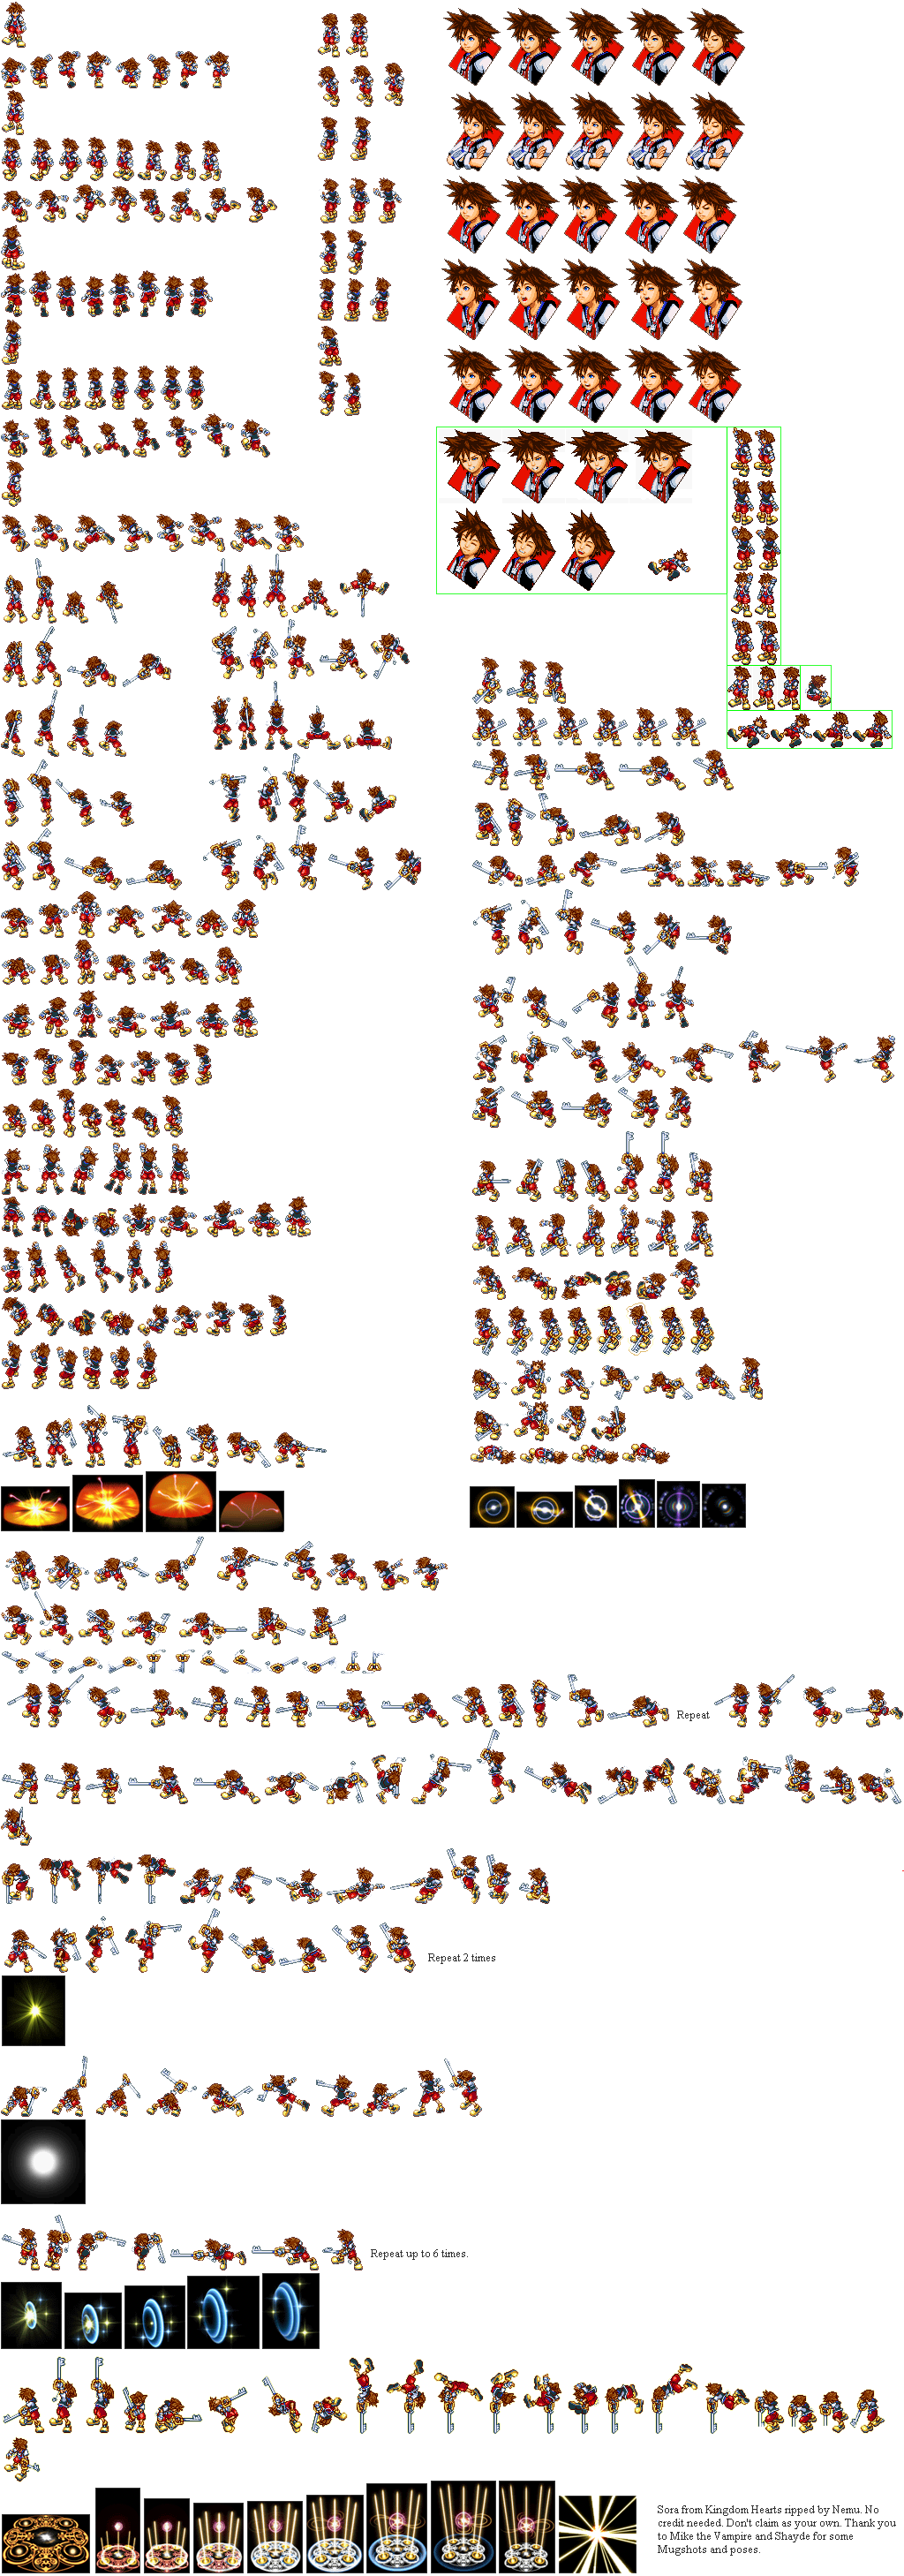 Repeat
Repeat 2 times
Repeat up to 6 times.
Sora from Kingdom Hearts ripped by Nemu. No
credit needed. Don't claim as your own. Thank you
to Mike the Vampire and Shayde for some
Mugshots and poses.